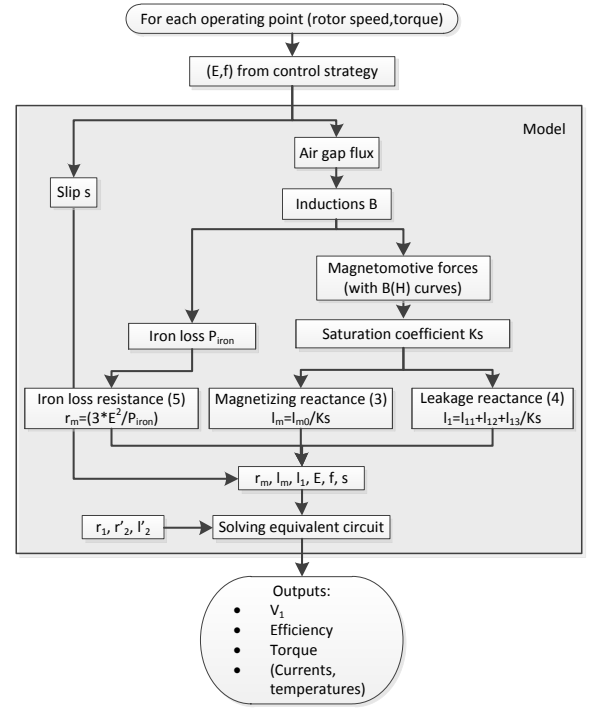 For each operating point (rotor speed,torque)
(E,f) from control strategy
Model
Air gap flux
Slip s
Inductions B
Magnetomotive forces
(with B(H) curves)
Iron loss P_iron
Saturation coefficient Ks
Iron loss resistance (5)
r_m=(3*E^2/P_iron)
Magnetizing reactance (3)
l_m=l_m0/Ks
Leakage reactance (4)
l_1=l_11+l_12+l_13/Ks
r_m, l_m, l_1, E, f, s
r_1, r'_2, l'_2
Solving equivalent circuit
Outputs:
• V_1
• Efficiency
• Torque
• (Currents,
temperatures)